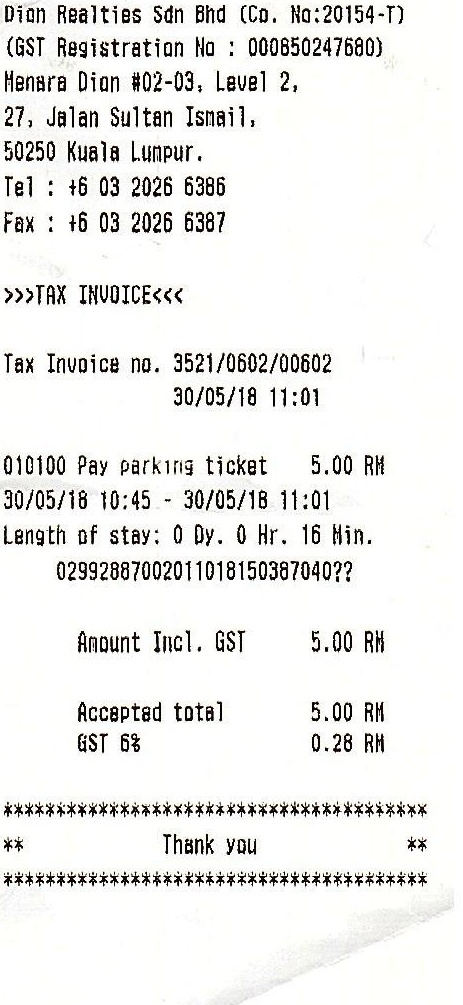 Dion Realties Sdn Bhd (Co. No:20154-T)
(GST Registration No : 000850247680)
Menara Dion #02-03, Level 2,
27, Jalan Sultan Ismail,
50250 Kuala Lumpur.
Tel : +6 03 2026 6386
Fax : +6 03 2026 6387
>>>TAX INVOICE<<<
Tax Invoice no. 3521/0602/00602
30/05/18 11:01
010100 Pay parking ticket 5.00 RM
30/05/18 10:45 - 30/05/18 11:01
Length of stay: 0 Dy. 0 Hr. 16 Min.
02992887002011018150387040??
Amount Incl. GST 5.00 RM
Accepted total 5.00 RM
GST 6% 0.28 RM
****************************************
** Thank you **
****************************************